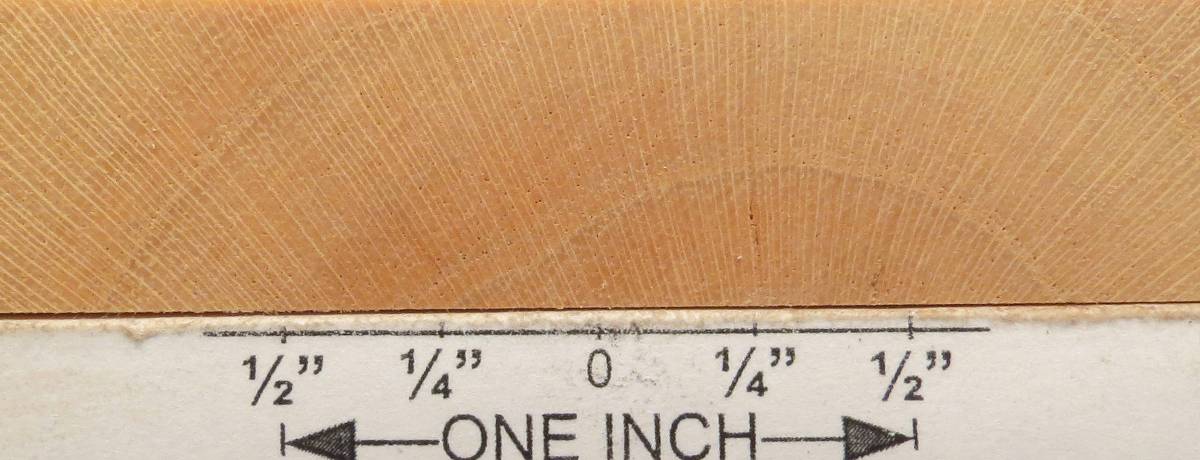 ½” ¼” 0 ¼” ½”
ONE INCH